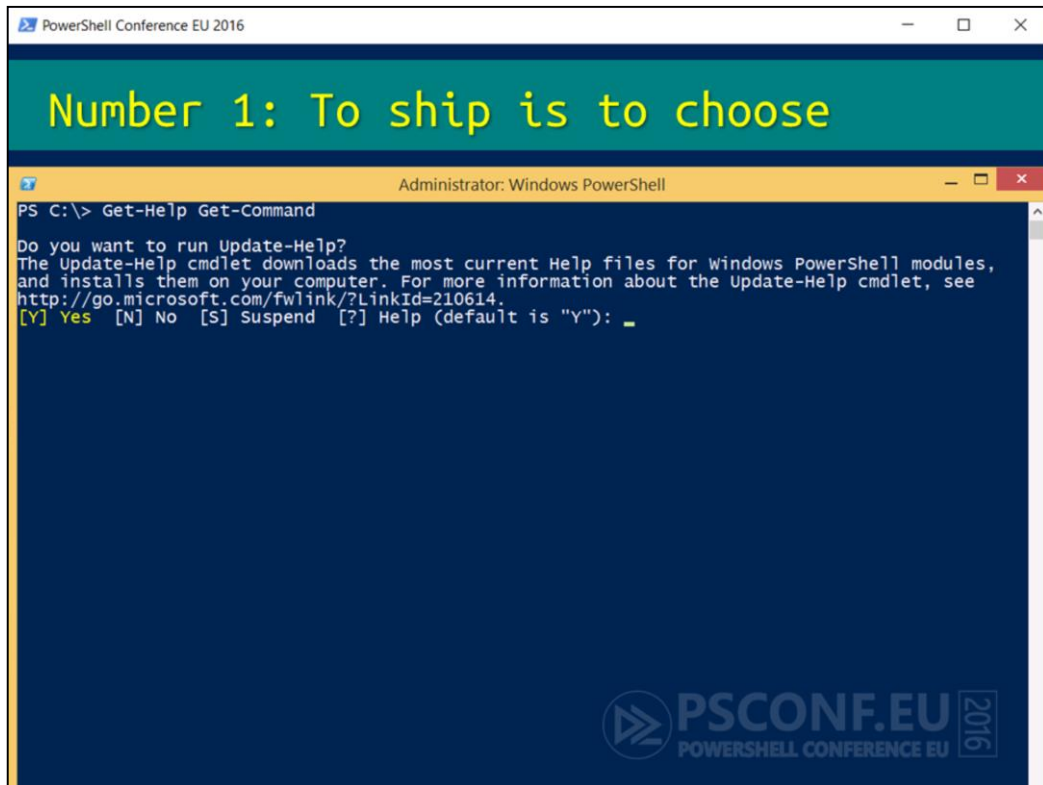 PowerShell Conference EU 2016
Number 1: To ship is to choose
Administrator: Windows PowerShell
PS C:\> Get-Help Get-Command
Do you want to run Update-Help?
The Update-Help cmdlet downloads the most current Help files for Windows PowerShell modules,
and installs them on your computer. For more information about the Update-Help cmdlet, see
http://go.microsoft.com/fwlink/?LinkId=210614.
[Y] Yes  [N] No  [S] Suspend  [?] Help (default is "Y"): _
PSCONF.EU 2016
POWERSHELL CONFERENCE EU